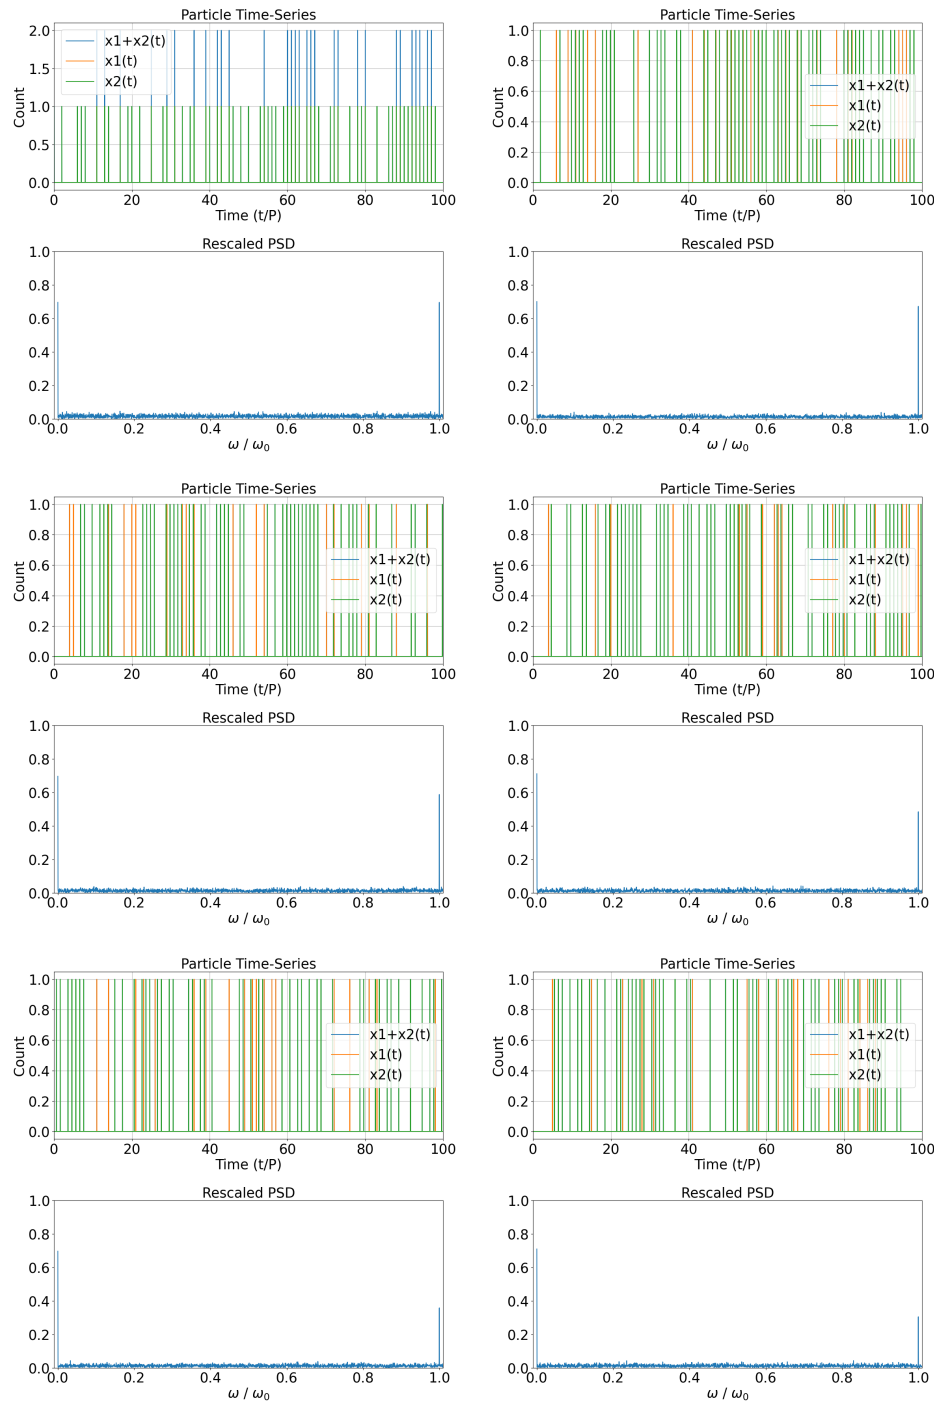 Particle Time-Series
2.0
1.5
1.0
0.5
0.0
Count
x1+x2(t)
x1(t)
x2(t)
0 20 40 60 80 100
Time (t/P)
Particle Time-Series
1.0
0.8
0.6
0.4
0.2
0.0
Count
x1+x2(t)
x1(t)
x2(t)
0 20 40 60 80 100
Time (t/P)
Rescaled PSD
1.0
0.8
0.6
0.4
0.2
0.0
0.0 0.2 0.4 0.6 0.8 1.0
ω / ω₀
Rescaled PSD
1.0
0.8
0.6
0.4
0.2
0.0
0.0 0.2 0.4 0.6 0.8 1.0
ω / ω₀
Particle Time-Series
1.0
0.8
0.6
0.4
0.2
0.0
Count
x1+x2(t)
x1(t)
x2(t)
0 20 40 60 80 100
Time (t/P)
Particle Time-Series
1.0
0.8
0.6
0.4
0.2
0.0
Count
x1+x2(t)
x1(t)
x2(t)
0 20 40 60 80 100
Time (t/P)
Rescaled PSD
1.0
0.8
0.6
0.4
0.2
0.0
0.0 0.2 0.4 0.6 0.8 1.0
ω / ω₀
Rescaled PSD
1.0
0.8
0.6
0.4
0.2
0.0
0.0 0.2 0.4 0.6 0.8 1.0
ω / ω₀
Particle Time-Series
1.0
0.8
0.6
0.4
0.2
0.0
Count
x1+x2(t)
x1(t)
x2(t)
0 20 40 60 80 100
Time (t/P)
Particle Time-Series
1.0
0.8
0.6
0.4
0.2
0.0
Count
x1+x2(t)
x1(t)
x2(t)
0 20 40 60 80 100
Time (t/P)
Rescaled PSD
1.0
0.8
0.6
0.4
0.2
0.0
0.0 0.2 0.4 0.6 0.8 1.0
ω / ω₀
Rescaled PSD
1.0
0.8
0.6
0.4
0.2
0.0
0.0 0.2 0.4 0.6 0.8 1.0
ω / ω₀